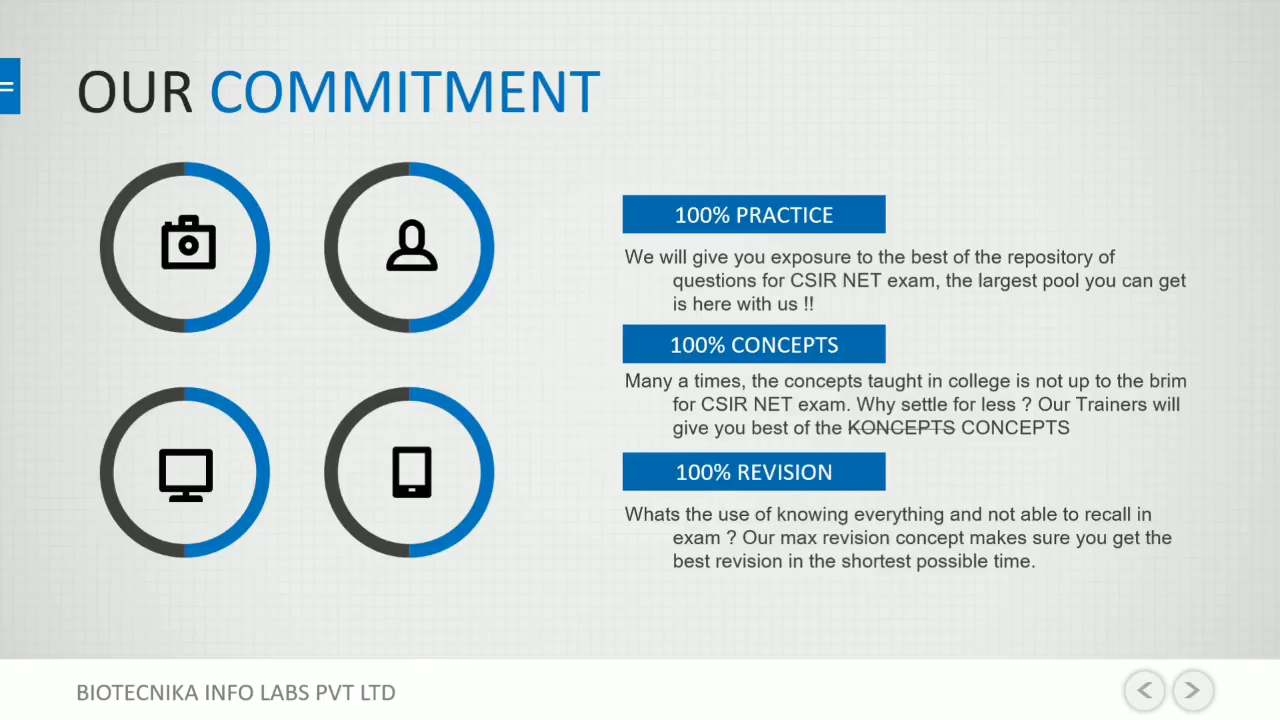 OUR COMMITMENT
100% PRACTICE
We will give you exposure to the best of the repository of
questions for CSIR NET exam, the largest pool you can get
is here with us !!
100% CONCEPTS
Many a times, the concepts taught in college is not up to the brim
for CSIR NET exam. Why settle for less ? Our Trainers will
give you best of the KONCEPTS CONCEPTS
100% REVISION
Whats the use of knowing everything and not able to recall in
exam ? Our max revision concept makes sure you get the
best revision in the shortest possible time.
BIOTECNIKA INFO LABS PVT LTD